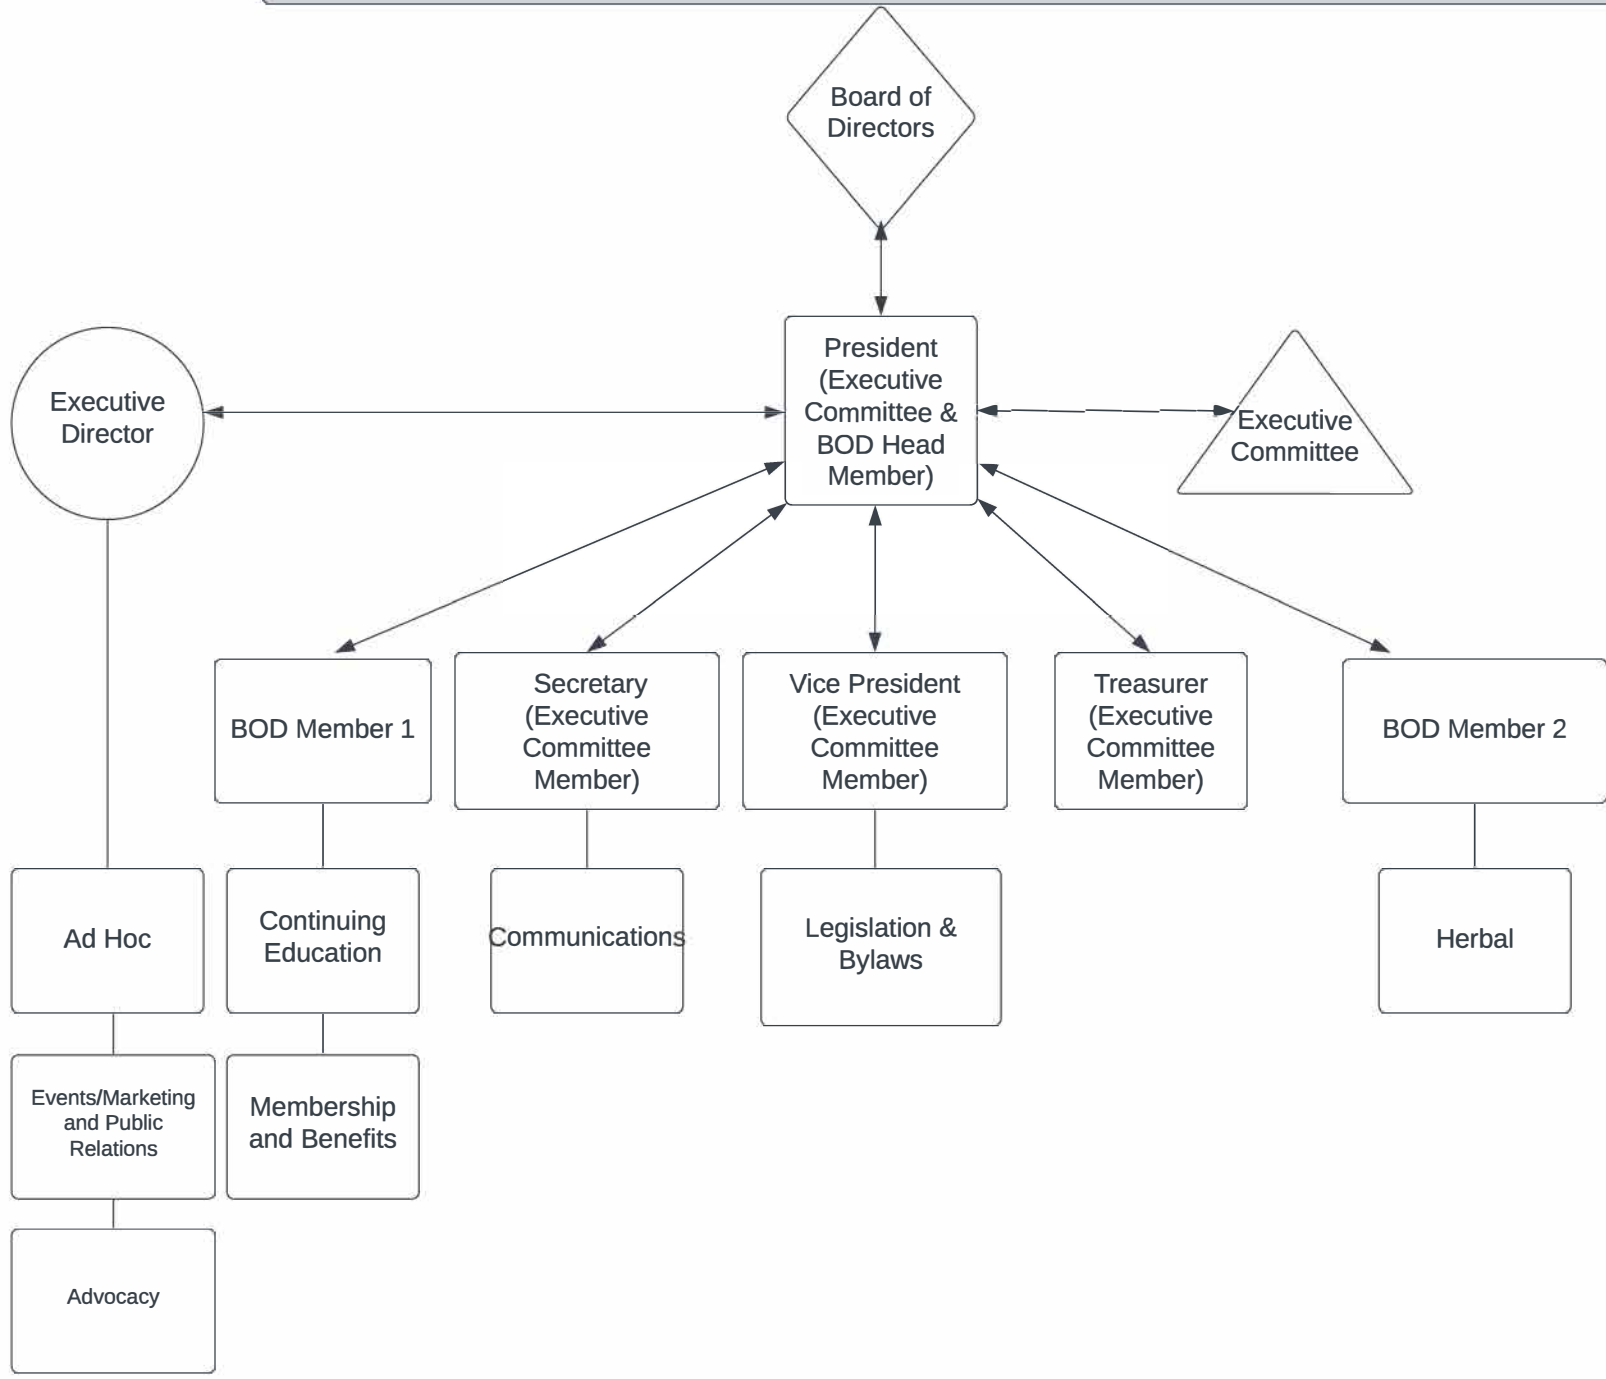 Board of
Directors
President
(Executive
Committee &
BOD Head
Member)
Executive
Director
Executive
Committee
BOD Member 1
Secretary
(Executive
Committee
Member)
Vice President
(Executive
Committee
Member)
Treasurer
(Executive
Committee
Member)
BOD Member 2
Ad Hoc
Continuing
Education
Communications
Legislation &
Bylaws
Herbal
Events/Marketing
and Public
Relations
Membership
and Benefits
Advocacy